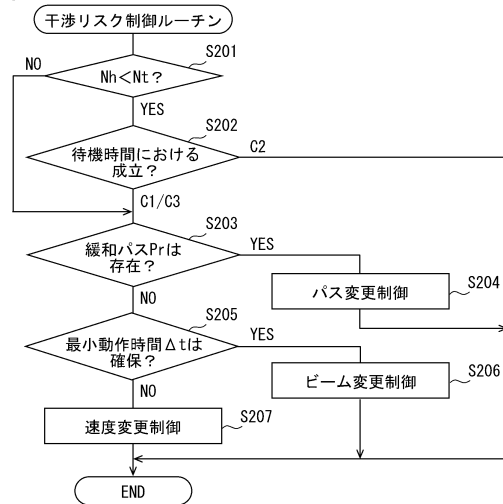 干渉リスク制御ルーチン
S201
NO
Nh<Nt?
YES
S202
待機時間における
成立?
C2
C1/C3
S203
緩和パスPrは
存在?
YES
S204
パス変更制御
NO
S205
最小動作時間Δtは
確保?
YES
S206
ビーム変更制御
NO
S207
速度変更制御
END